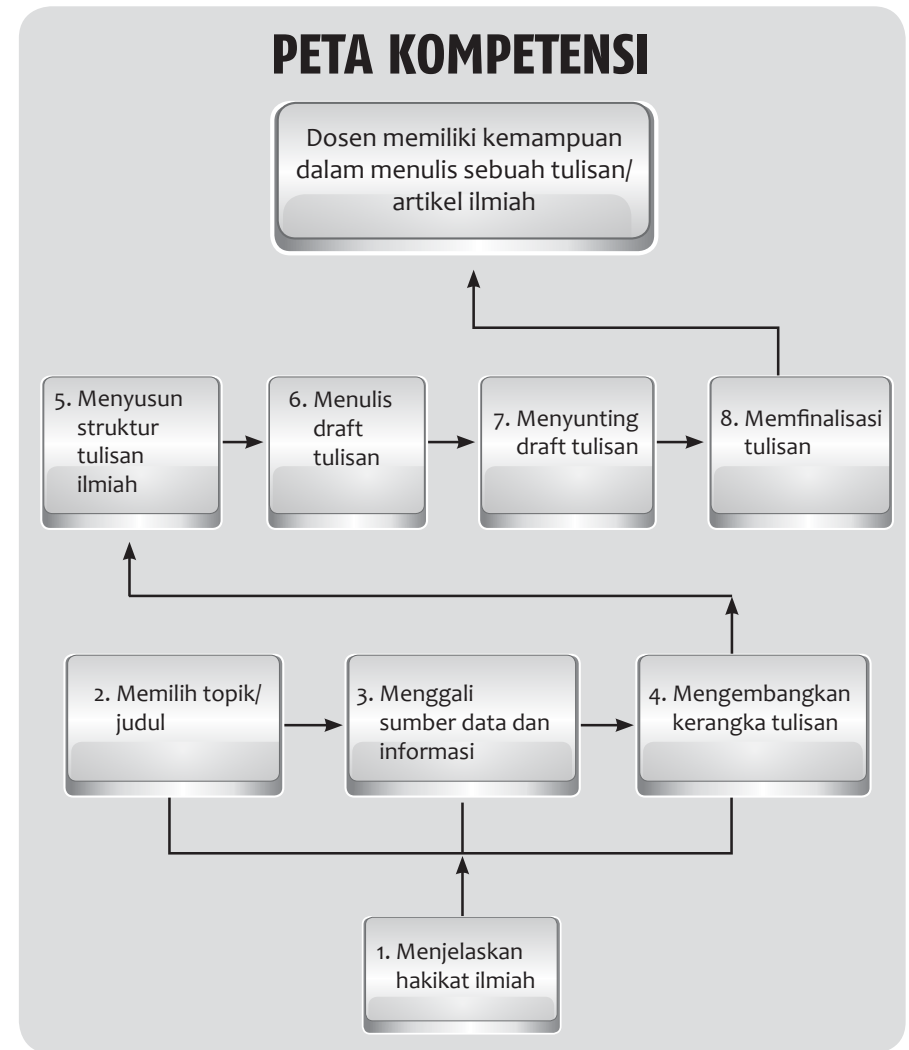 PETA KOMPETENSI
Dosen memiliki kemampuan
dalam menulis sebuah tulisan/
artikel ilmiah
5. Menyusun
struktur
tulisan
ilmiah
6. Menulis
draft
tulisan
7. Menyunting
draft tulisan
8. Memfinalisasi
tulisan
2. Memilih topik/
judul
3. Menggali
sumber data dan
informasi
4. Mengembangkan
kerangka tulisan
1. Menjelaskan
hakikat ilmiah